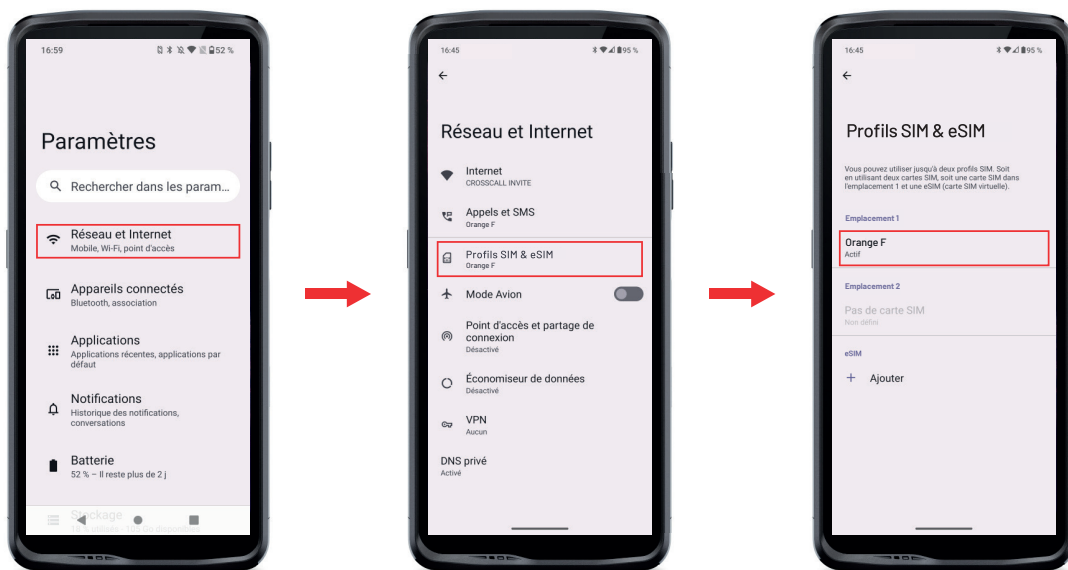 16:59
52 %
Paramètres
Rechercher dans les param...
Réseau et Internet
Mobile, Wi-Fi, point d'accès
Appareils connectés
Bluetooth, association
Applications
Applications récentes, applications par
défaut
Notifications
Historique des notifications,
conversations
Batterie
52 % – Il reste plus de 2 j
Stockage
16:45
95 %
Réseau et Internet
Internet
CROSSCALL INVITE
Appels et SMS
Orange F
Profils SIM & eSIM
Orange F
Mode Avion
Point d'accès et partage de
connexion
Désactivé
Économiseur de données
Désactivé
VPN
Aucun
DNS privé
Activé
16:45
95 %
Profils SIM & eSIM
Vous pouvez utiliser jusqu'à deux profils SIM. Soit
en utilisant deux cartes SIM, soit une carte SIM dans
l'emplacement 1 et une eSIM (carte SIM virtuelle).
Emplacement 1
Orange F
Actif
Emplacement 2
Pas de carte SIM
Non défini
eSIM
Ajouter